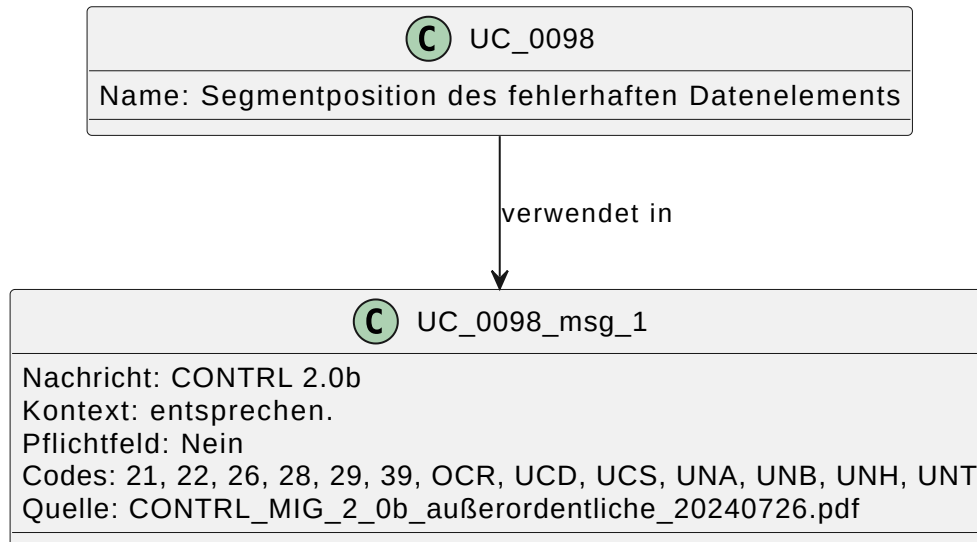 C UC_0098
Name: Segmentposition des fehlerhaften Datenelements
verwendet in
C UC_0098_msg_1
Nachricht: CONTRL 2.0b
Kontext: entsprechen.
Pflichtfeld: Nein
Codes: 21, 22, 26, 28, 29, 39, OCR, UCD, UCS, UNA, UNB, UNH, UNT
Quelle: CONTRL_MIG_2_0b_außerordentliche_20240726.pdf